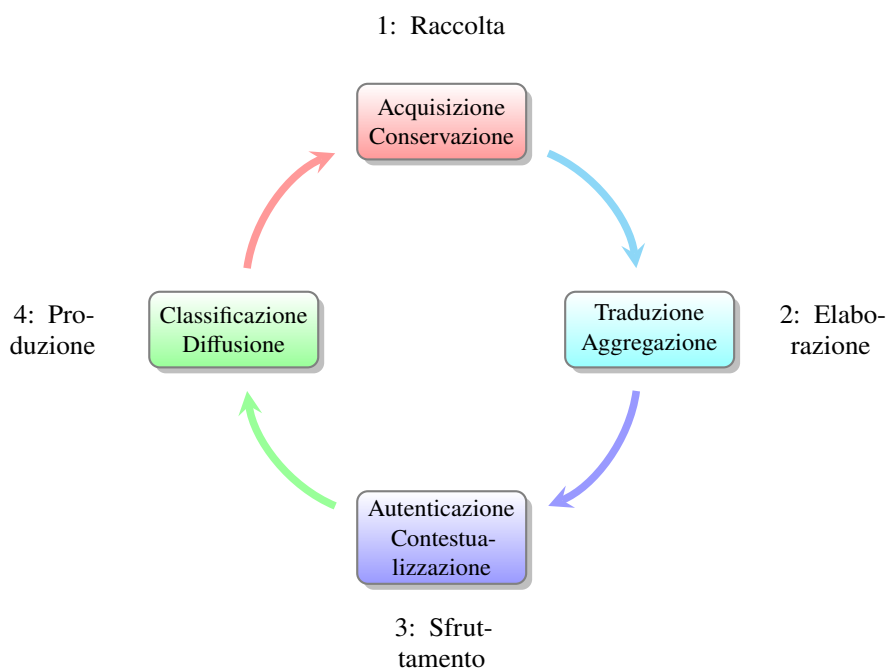 1: Raccolta
Acquisizione
Conservazione
4: Pro-
duzione
Classificazione
Diffusione
Traduzione
Aggregazione
2: Elabo-
razione
Autenticazione
Contestua-
lizzazione
3: Sfrut-
tamento